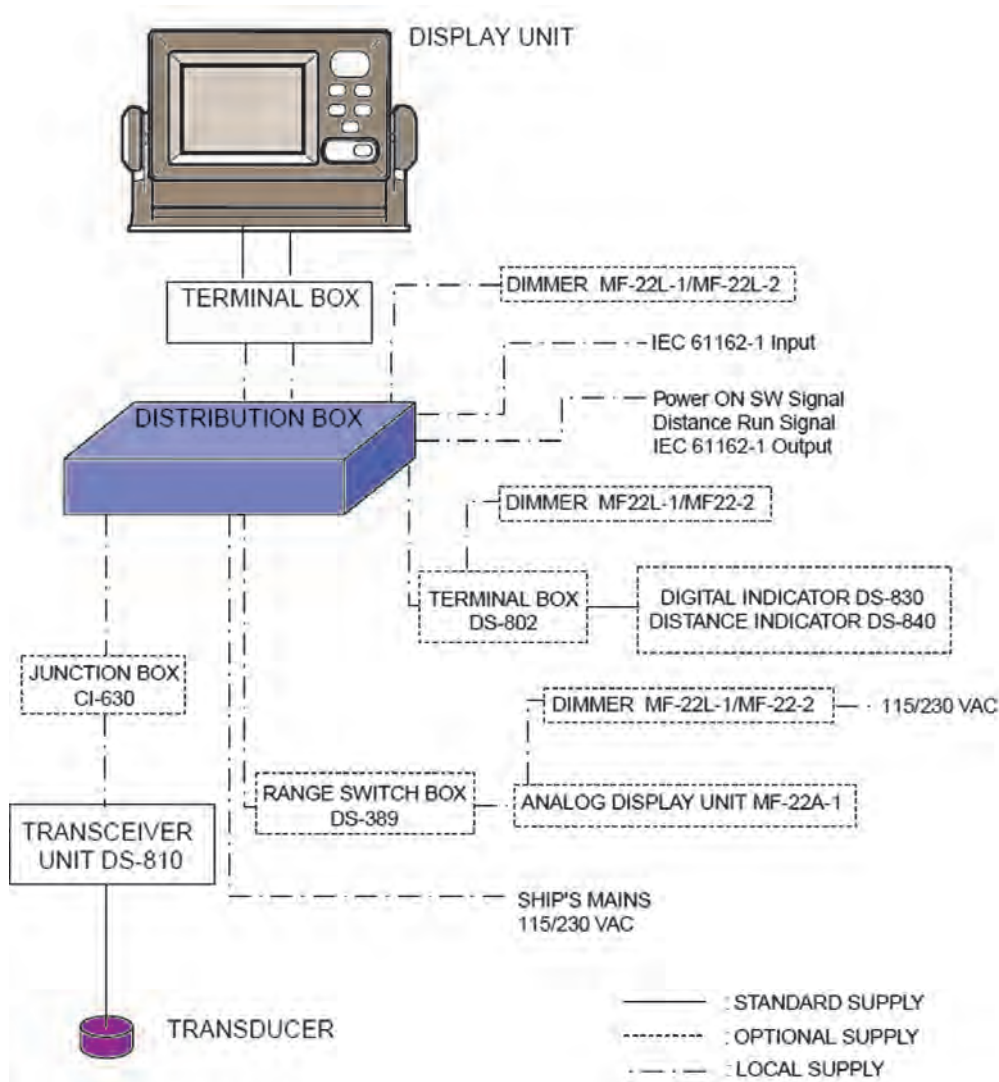 DISPLAY UNIT
TERMINAL BOX
DIMMER MF-22L-1/MF-22L-2
IEC 61162-1 Input
DISTRIBUTION BOX
Power ON SW Signal
Distance Run Signal
IEC 61162-1 Output
DIMMER MF22L-1/MF22-2
TERMINAL BOX
DS-802
DIGITAL INDICATOR DS-830
DISTANCE INDICATOR DS-840
JUNCTION BOX
CI-630
DIMMER MF-22L-1/MF-22-2
115/230 VAC
RANGE SWITCH BOX
DS-389
ANALOG DISPLAY UNIT MF-22A-1
TRANSCEIVER
UNIT DS-810
SHIP'S MAINS
115/230 VAC
TRANSDUCER
: STANDARD SUPPLY
: OPTIONAL SUPPLY
: LOCAL SUPPLY